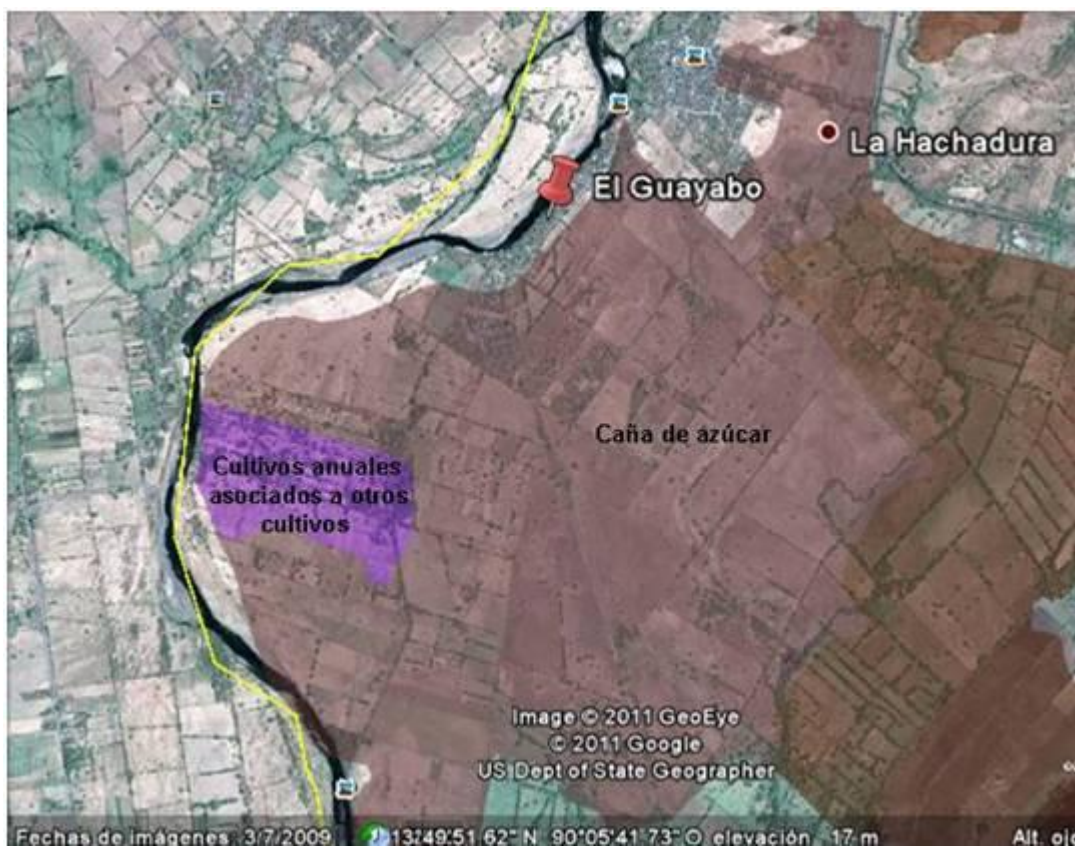 La Hachadura
El Guayabo
Caña de azúcar
Cultivos anuales
asociados a otros
cultivos
Image © 2011 GeoEye
© 2011 Google
US Dept of State Geographer
Fechas de imágenes 3/7/2009 13°49'51.62" N 90°05'41.73" O elevación 17 m Alt. ojo